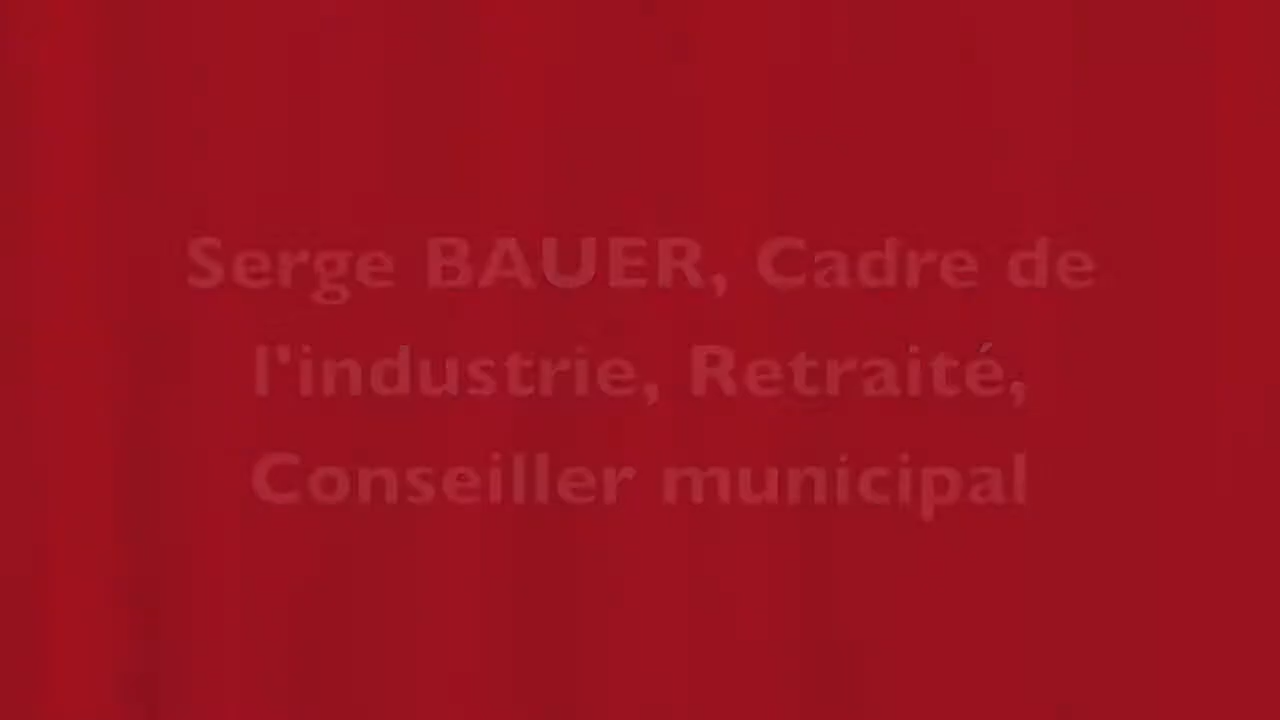 Serge BAUER, Cadre de
l'industrie, Retraité,
Conseiller municipal